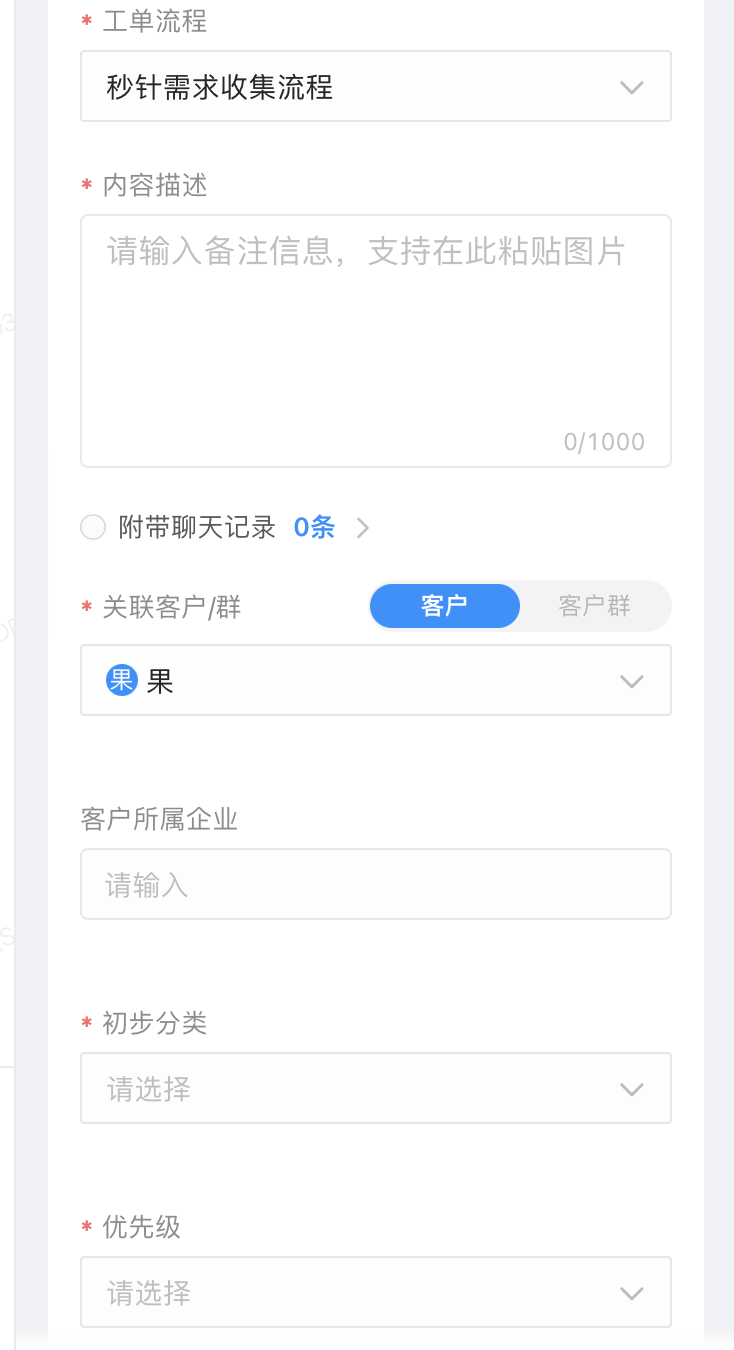 * 工单流程
秒针需求收集流程
* 内容描述
请输入备注信息，支持在此粘贴图片
0/1000
附带聊天记录 0条
* 关联客户/群 客户 客户群
果 果
客户所属企业
请输入
* 初步分类
请选择
* 优先级
请选择